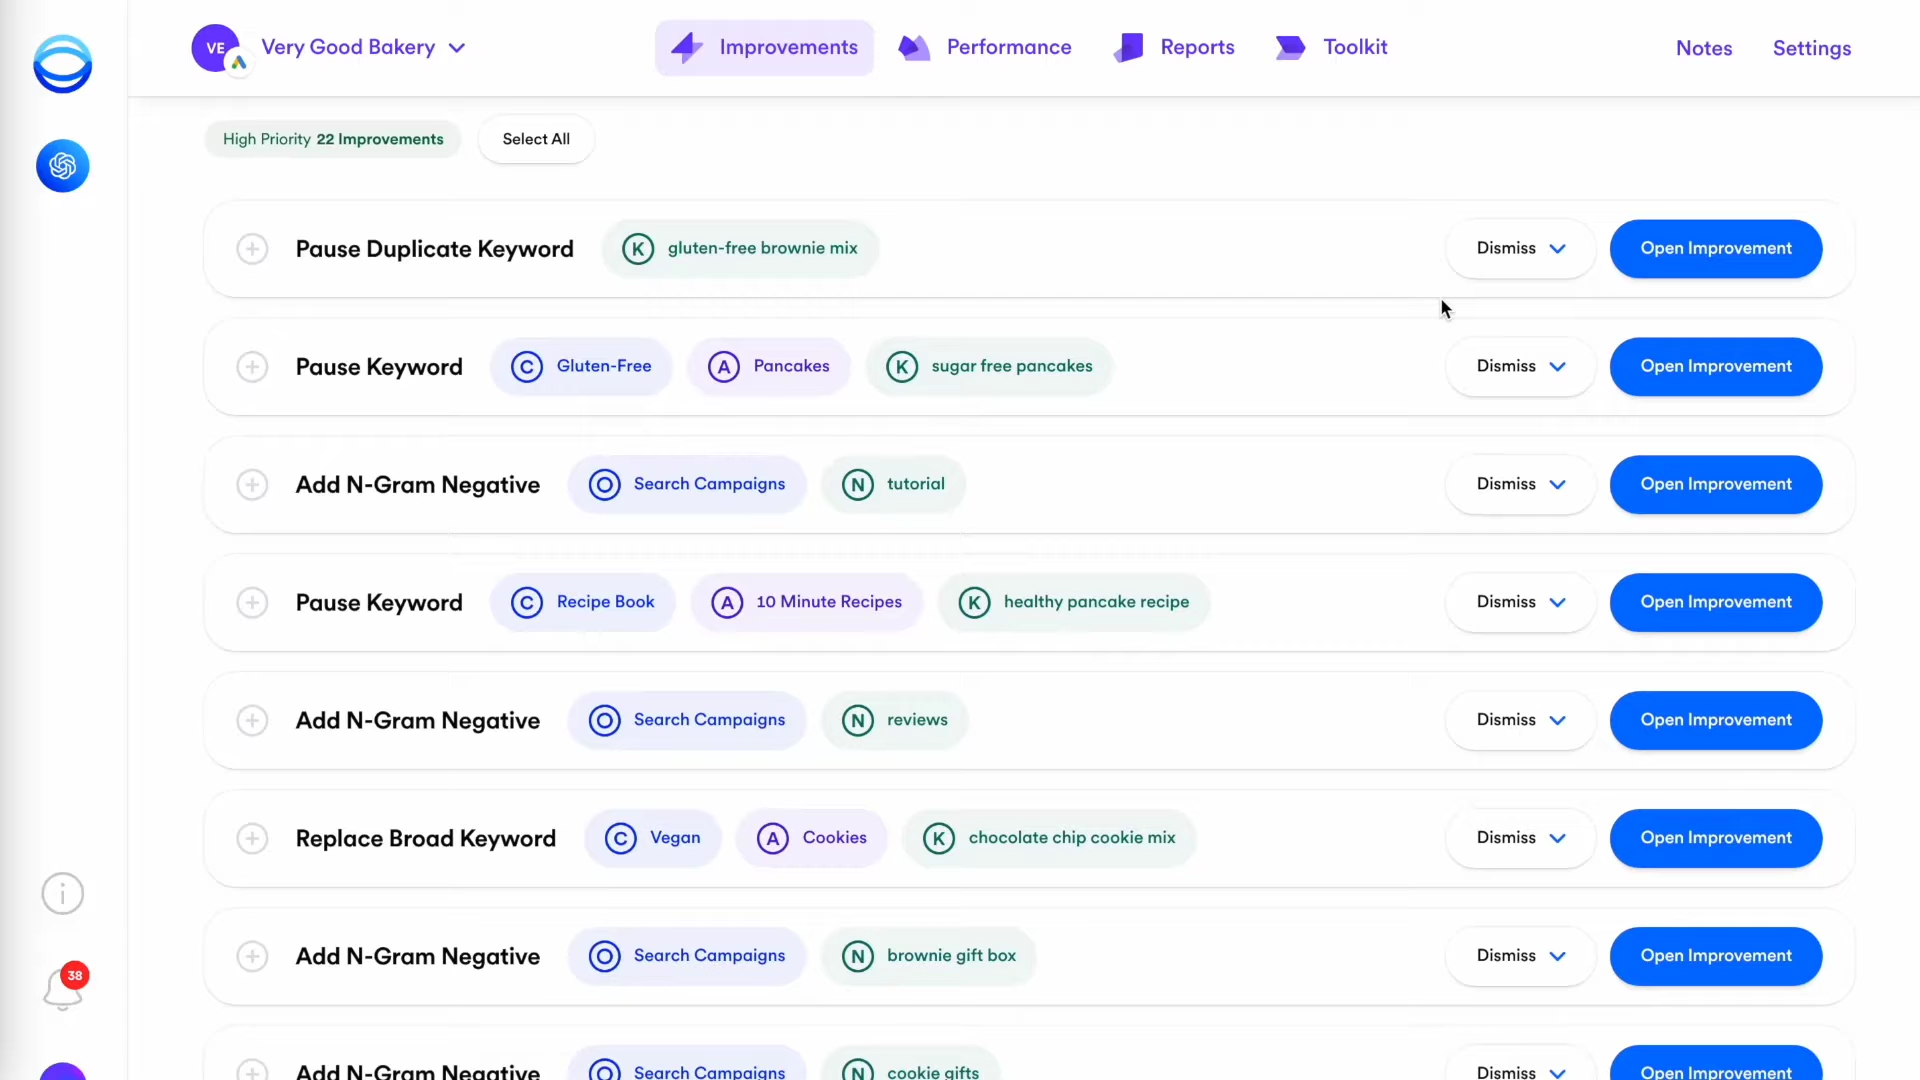 VE Very Good Bakery Improvements Performance Reports Toolkit Notes Settings
High Priority 22 Improvements Select All
Pause Duplicate Keyword K gluten-free brownie mix Dismiss Open Improvement
Pause Keyword C Gluten-Free A Pancakes K sugar free pancakes Dismiss Open Improvement
Add N-Gram Negative O Search Campaigns N tutorial Dismiss Open Improvement
Pause Keyword C Recipe Book A 10 Minute Recipes K healthy pancake recipe Dismiss Open Improvement
Add N-Gram Negative O Search Campaigns N reviews Dismiss Open Improvement
Replace Broad Keyword C Vegan A Cookies K chocolate chip cookie mix Dismiss Open Improvement
Add N-Gram Negative O Search Campaigns N brownie gift box Dismiss Open Improvement
38
Add N-Gram Negative O Search Campaigns N cookie gifts Dismiss Open Improvement